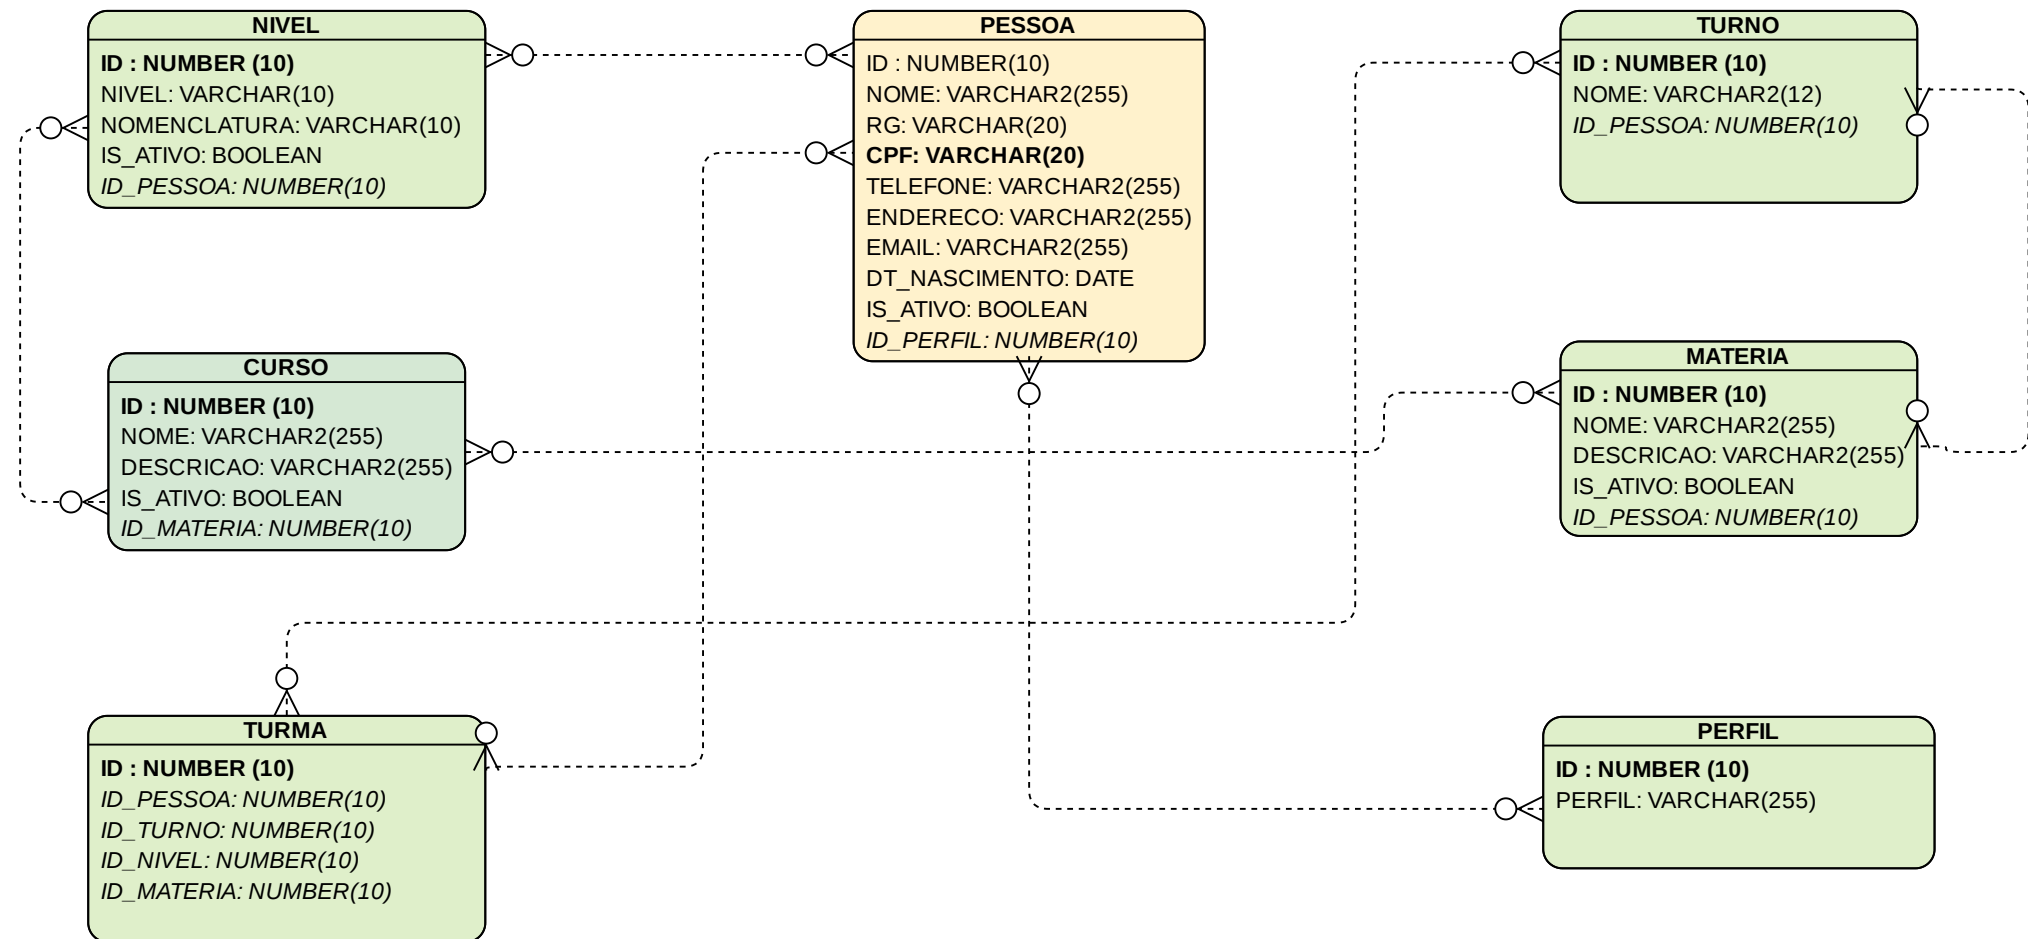 NIVEL
ID : NUMBER (10)
NIVEL: VARCHAR(10)
NOMENCLATURA: VARCHAR(10)
IS_ATIVO: BOOLEAN
ID_PESSOA: NUMBER(10)
PESSOA
ID : NUMBER(10)
NOME: VARCHAR2(255)
RG: VARCHAR(20)
CPF: VARCHAR(20)
TELEFONE: VARCHAR2(255)
ENDERECO: VARCHAR2(255)
EMAIL: VARCHAR2(255)
DT_NASCIMENTO: DATE
IS_ATIVO: BOOLEAN
ID_PERFIL: NUMBER(10)
TURNO
ID : NUMBER (10)
NOME: VARCHAR2(12)
ID_PESSOA: NUMBER(10)
CURSO
ID : NUMBER (10)
NOME: VARCHAR2(255)
DESCRICAO: VARCHAR2(255)
IS_ATIVO: BOOLEAN
ID_MATERIA: NUMBER(10)
MATERIA
ID : NUMBER (10)
NOME: VARCHAR2(255)
DESCRICAO: VARCHAR2(255)
IS_ATIVO: BOOLEAN
ID_PESSOA: NUMBER(10)
TURMA
ID : NUMBER (10)
ID_PESSOA: NUMBER(10)
ID_TURNO: NUMBER(10)
ID_NIVEL: NUMBER(10)
ID_MATERIA: NUMBER(10)
PERFIL
ID : NUMBER (10)
PERFIL: VARCHAR(255)